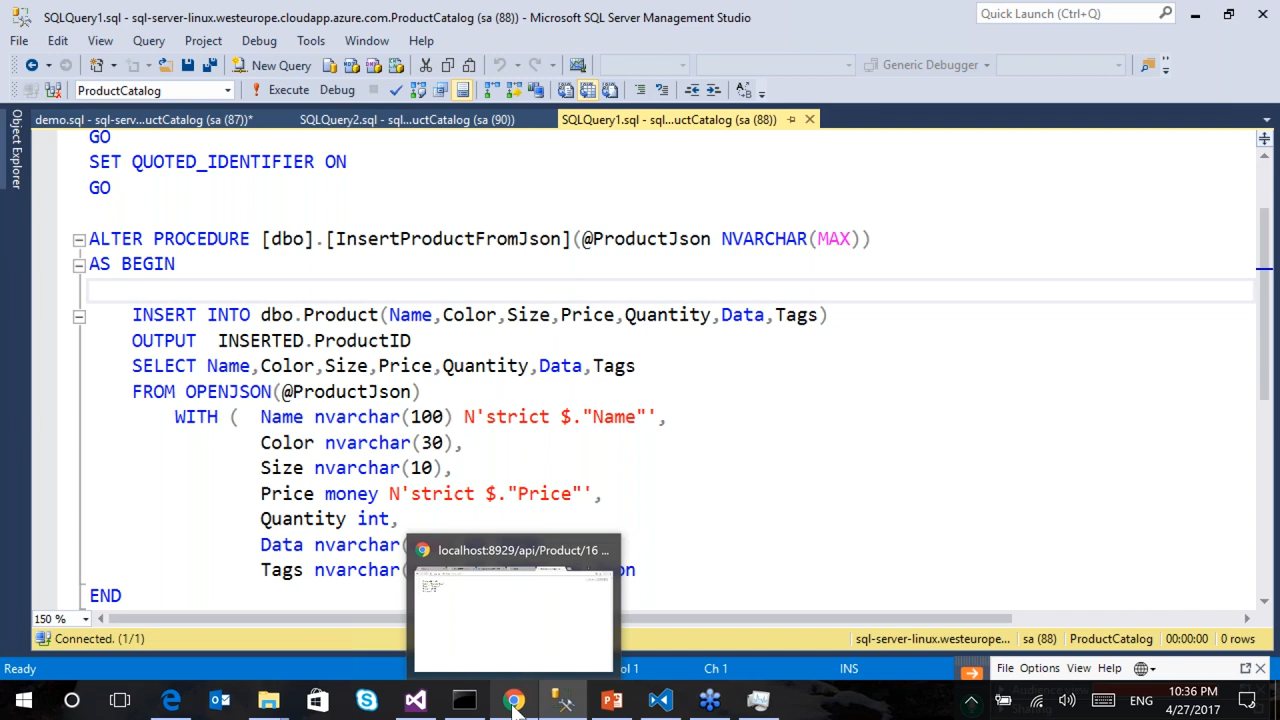 SQLQuery1.sql - sql-server-linux.westeurope.cloudapp.azure.com.ProductCatalog (sa (88)) - Microsoft SQL Server Management Studio
Quick Launch (Ctrl+Q)
File Edit View Query Project Debug Tools Window Help
New Query
Generic Debugger
ProductCatalog
Execute Debug
Object Explorer
demo.sql - sql-serv...uctCatalog (sa (87))*
SQLQuery2.sql - sql...uctCatalog (sa (90))
SQLQuery1.sql - sql...uctCatalog (sa (88))
GO
SET QUOTED_IDENTIFIER ON
GO
ALTER PROCEDURE [dbo].[InsertProductFromJson](@ProductJson NVARCHAR(MAX))
AS BEGIN
INSERT INTO dbo.Product(Name,Color,Size,Price,Quantity,Data,Tags)
OUTPUT INSERTED.ProductID
SELECT Name,Color,Size,Price,Quantity,Data,Tags
FROM OPENJSON(@ProductJson)
WITH ( Name nvarchar(100) N'strict $."Name"',
Color nvarchar(30),
Size nvarchar(10),
Price money N'strict $."Price"',
Quantity int,
Data nvarchar(
Tags nvarchar(
END
localhost:8929/api/Product/16 ...
150 %
Connected. (1/1)
sql-server-linux.westeurope... sa (88) ProductCatalog 00:00:00 0 rows
Ready
Ch 1
INS
File Options View Help
ENG
10:36 PM
4/27/2017